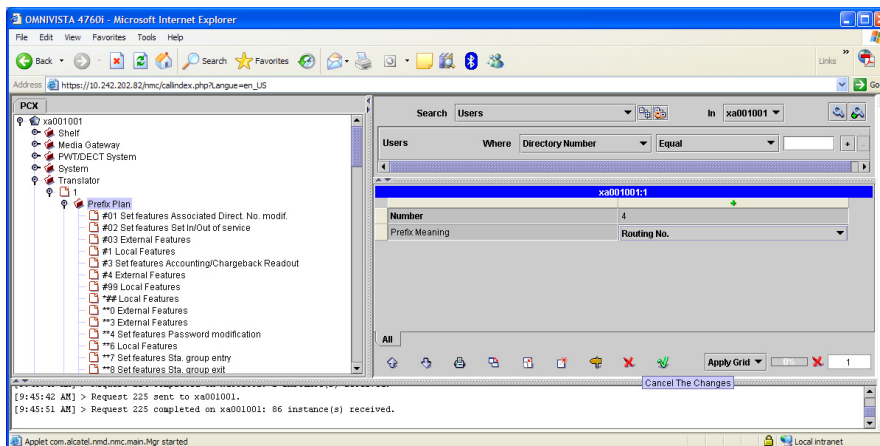 OMNIVISTA 4760i - Microsoft Internet Explorer
File Edit View Favorites Tools Help
Back Search Favorites Links
Address https://10.242.202.82/nmc/calindex.php?Langue=en_US Go
PCX
xa001001
Shelf
Media Gateway
PWT/DECT System
System
Translator
1
Prefix Plan
#01 Set features Associated Direct. No. modif.
#02 Set features Set In/Out of service
#03 External Features
#1 Local Features
#3 Set features Accounting/Chargeback Readout
#4 External Features
#99 Local Features
*## Local Features
**0 External Features
**3 External Features
**4 Set features Password modification
**6 Local Features
**7 Set features Sta. group entry
**8 Set features Sta. group exit
Search Users In xa001001
Users Where Directory Number Equal + -
xa001001:1
Number 4
Prefix Meaning Routing No.
All
Apply Grid 0% 1
Cancel The Changes
[9:45:42 AM] > Request 225 sent to xa001001.
[9:45:51 AM] > Request 225 completed on xa001001: 86 instance(s) received.
Applet com.alcatel.nmd.nmc.main.Mgr started Local intranet